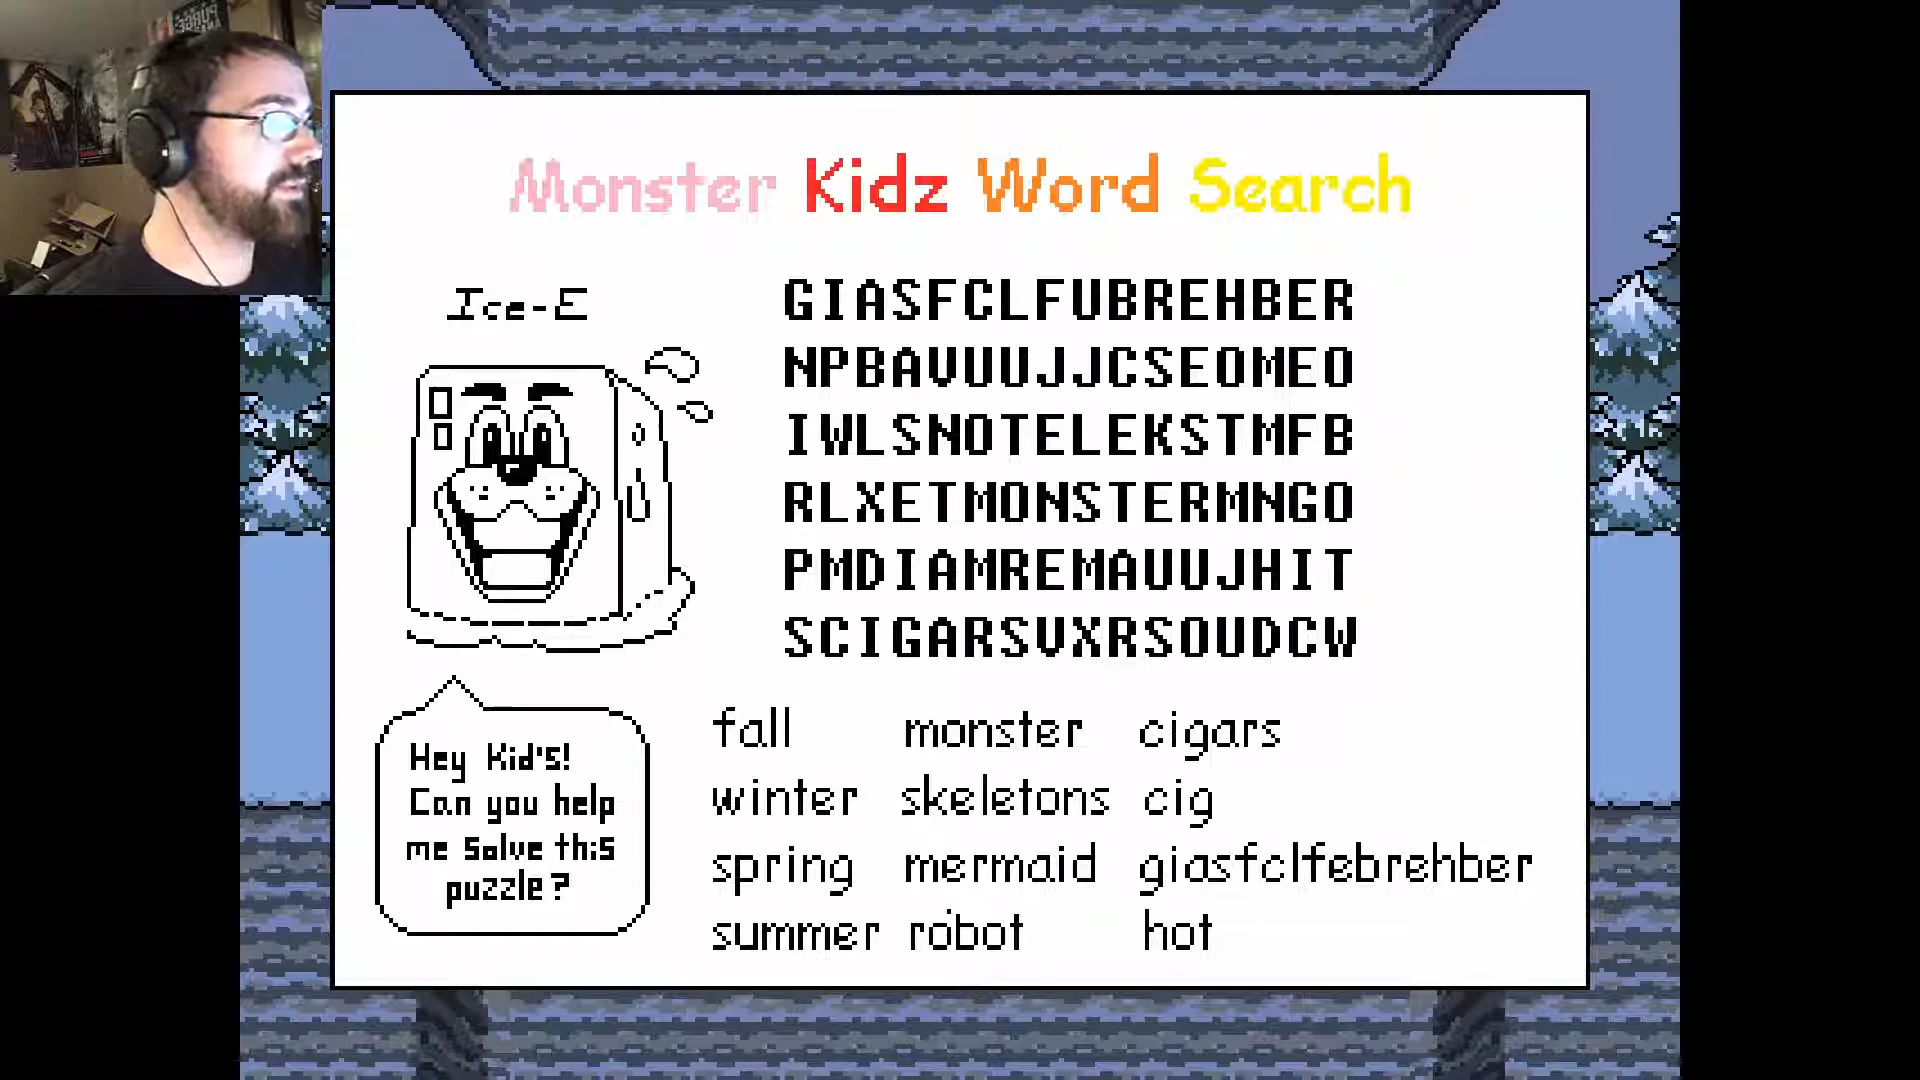 Monster Kidz Word Search
Ice-E
GIASFCLFUBREHBER
NPBAVUUJJCSEOMEO
IWLSNOTELEKSTMFB
RLXETMONSTERMNGO
PMDIAMREMAUUJHIT
SCIGARSVXRSOUDCW
Hey Kid's!
Can you help
me Solve thiS
puzzle?
fall monster cigars
winter skeletons cig
spring mermaid giasfclfebrehber
summer robot hot